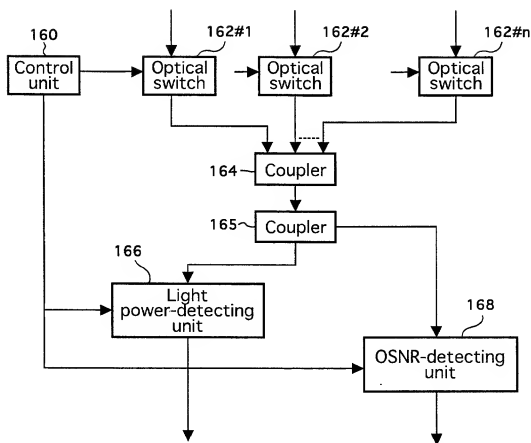 160
162#1
162#2
162#n
Control
unit
Optical
switch
Optical
switch
Optical
switch
164
Coupler
165
Coupler
166
Light
power-detecting
unit
168
OSNR-detecting
unit